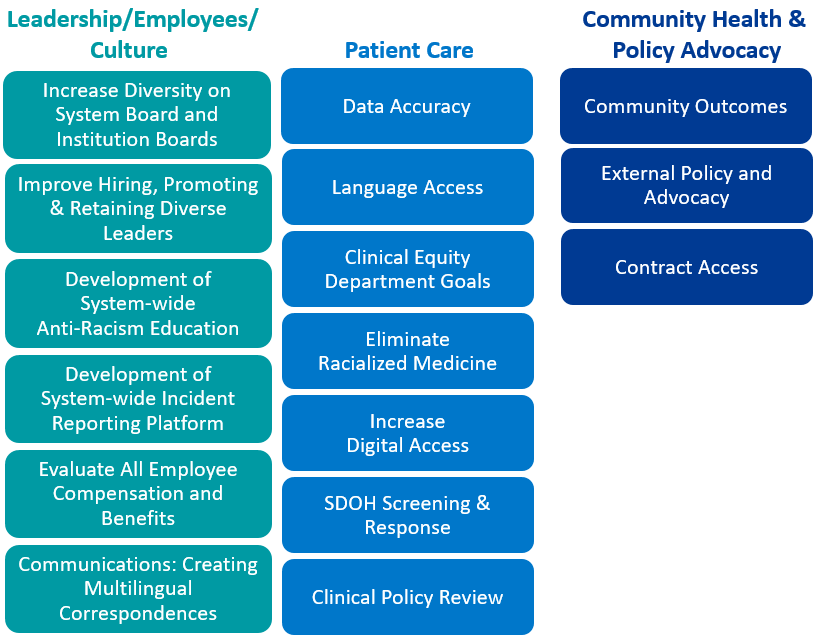 Leadership/Employees/
Culture
Increase Diversity on
System Board and
Institution Boards
Improve Hiring, Promoting
& Retaining Diverse
Leaders
Development of
System-wide
Anti-Racism Education
Development of
System-wide Incident
Reporting Platform
Evaluate All Employee
Compensation and
Benefits
Communications: Creating
Multilingual
Correspondences
Patient Care
Data Accuracy
Language Access
Clinical Equity
Department Goals
Eliminate
Racialized Medicine
Increase
Digital Access
SDOH Screening &
Response
Clinical Policy Review
Community Health &
Policy Advocacy
Community Outcomes
External Policy and
Advocacy
Contract Access